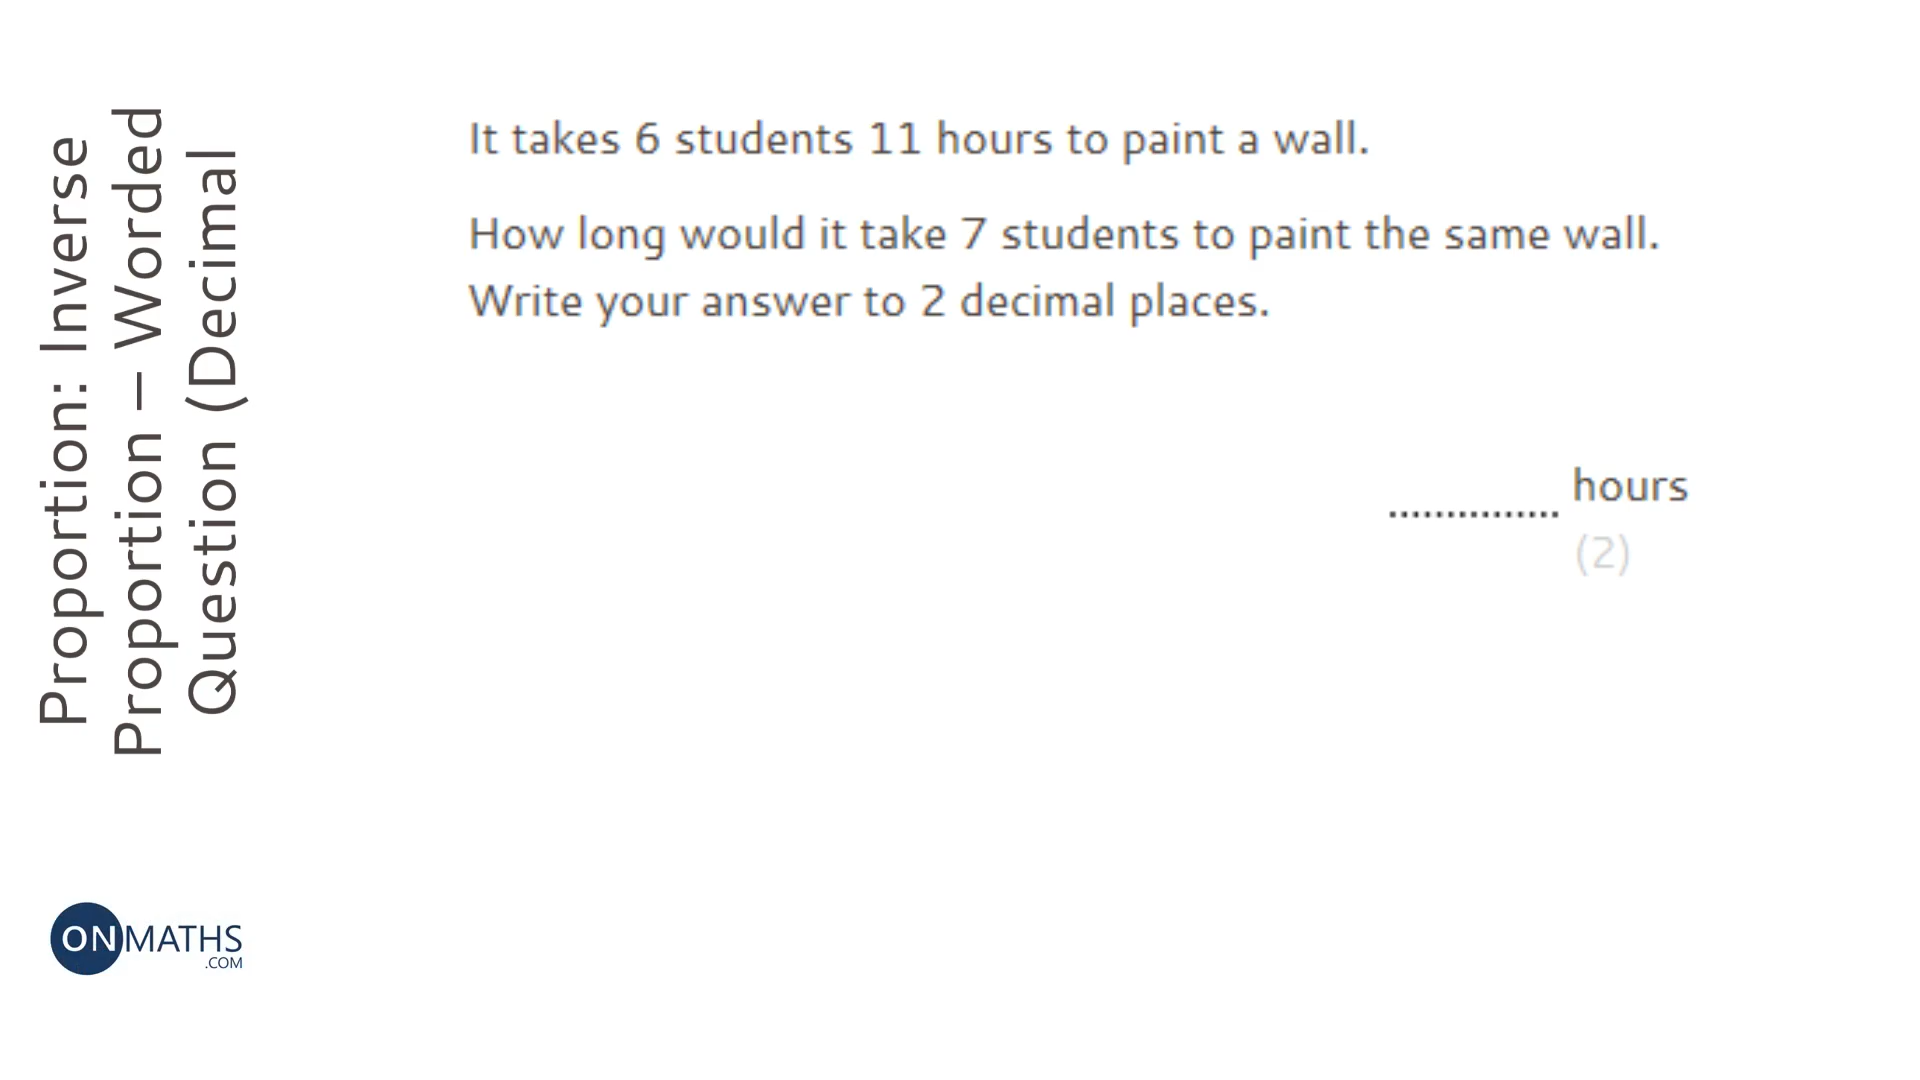 Proportion: Inverse
Proportion – Worded
Question (Decimal
It takes 6 students 11 hours to paint a wall.
How long would it take 7 students to paint the same wall.
Write your answer to 2 decimal places.
............... hours
(2)
ONMATHS
.COM